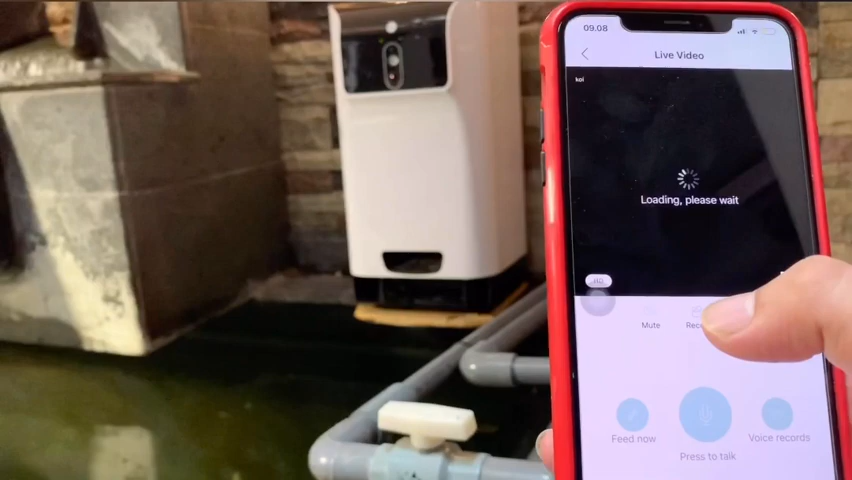 09.08
Live Video
koi
Loading, please wait
HD
Mute
Feed now
Press to talk
Voice records